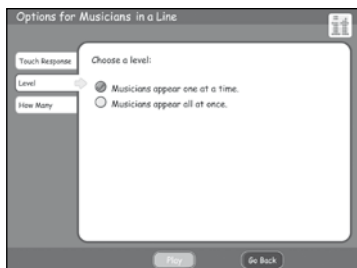 Options for Musicians in a Line
it
Touch Response
Level
How Many
Choose a level:
Musicians appear one at a time.
Musicians appear all at once.
Play
Go Back